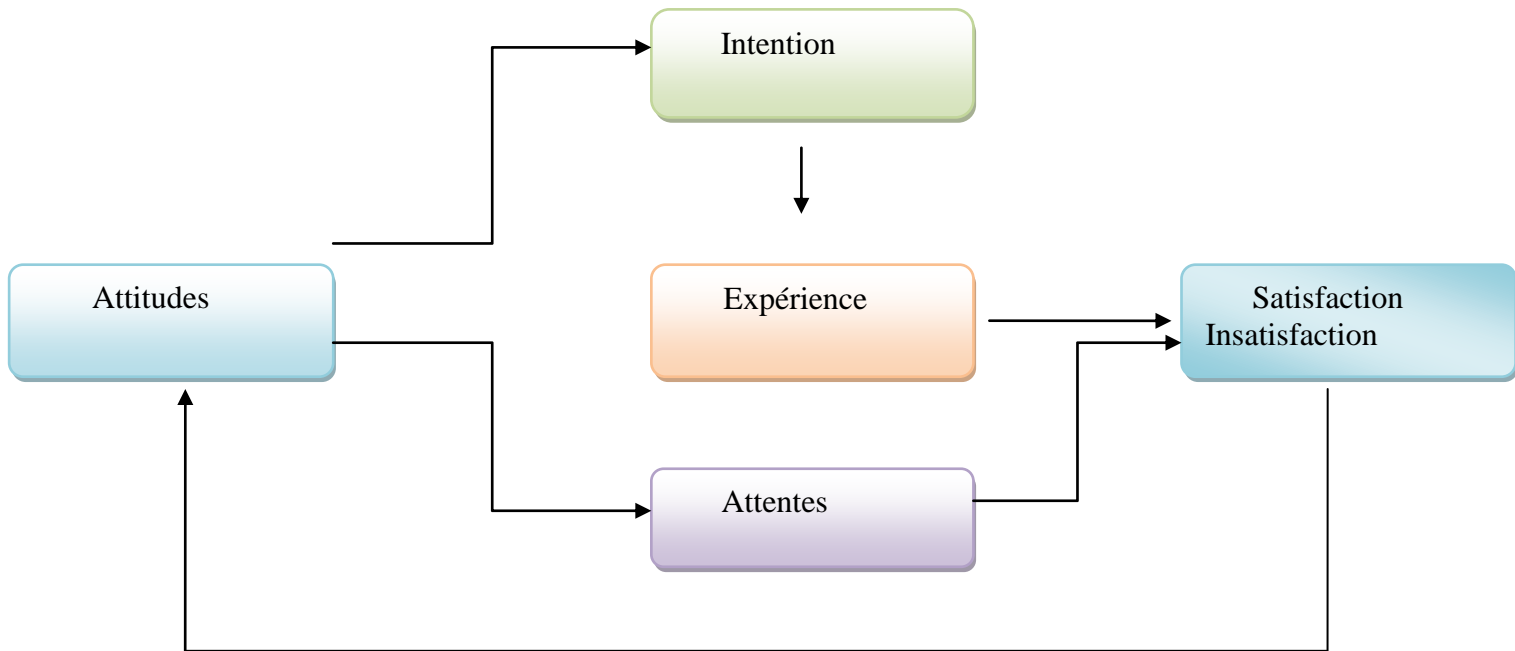 Intention
Attitudes
Expérience
Satisfaction
Insatisfaction
Attentes